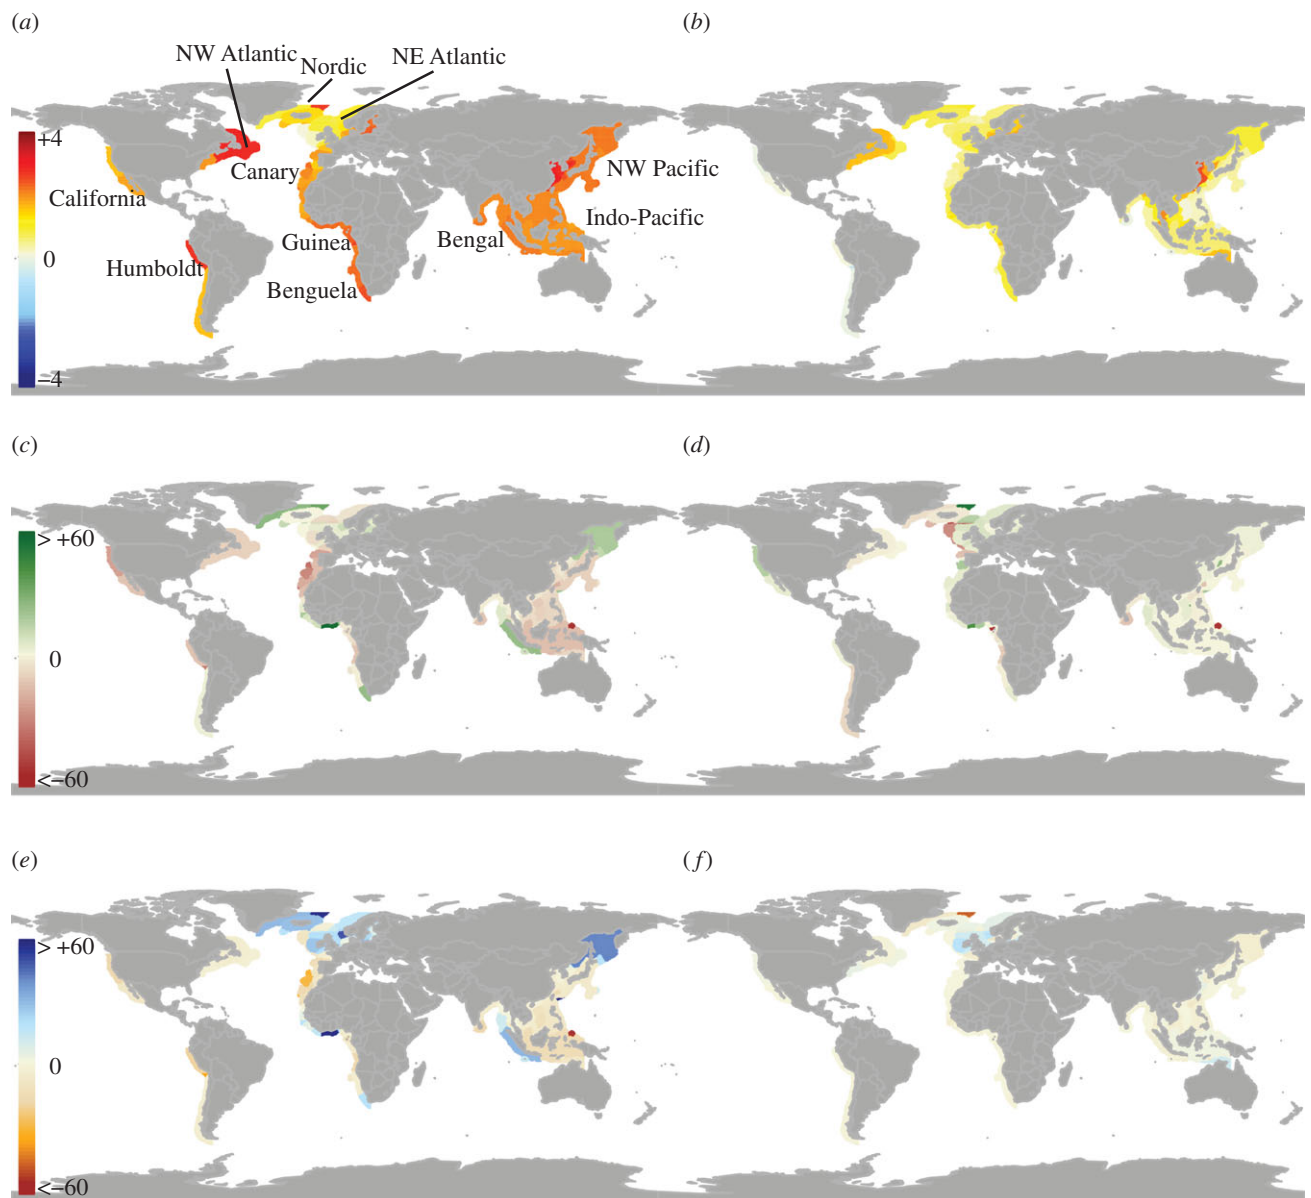 (a)
(b)
NW Atlantic
Nordic
NE Atlantic
+4
0
−4
California
Canary
Humboldt
Guinea
Benguela
Bengal
NW Pacific
Indo-Pacific
(c)
(d)
> +60
0
<−60
(e)
(f)
> +60
0
<−60